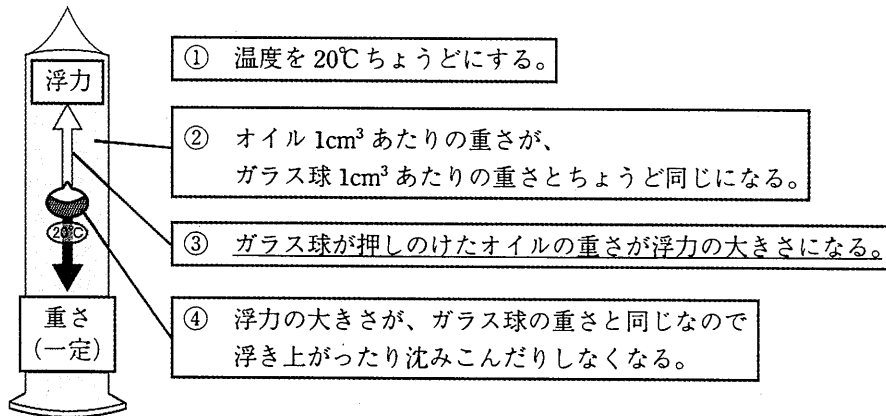 浮力
① 温度を20℃ちょうどにする。
② オイル1cm³あたりの重さが、
ガラス球1cm³あたりの重さとちょうど同じになる。
20℃
③ ガラス球が押しのけたオイルの重さが浮力の大きさになる。
重さ
(一定)
④ 浮力の大きさが、ガラス球の重さと同じなので
浮き上がったり沈みこんだりしなくなる。